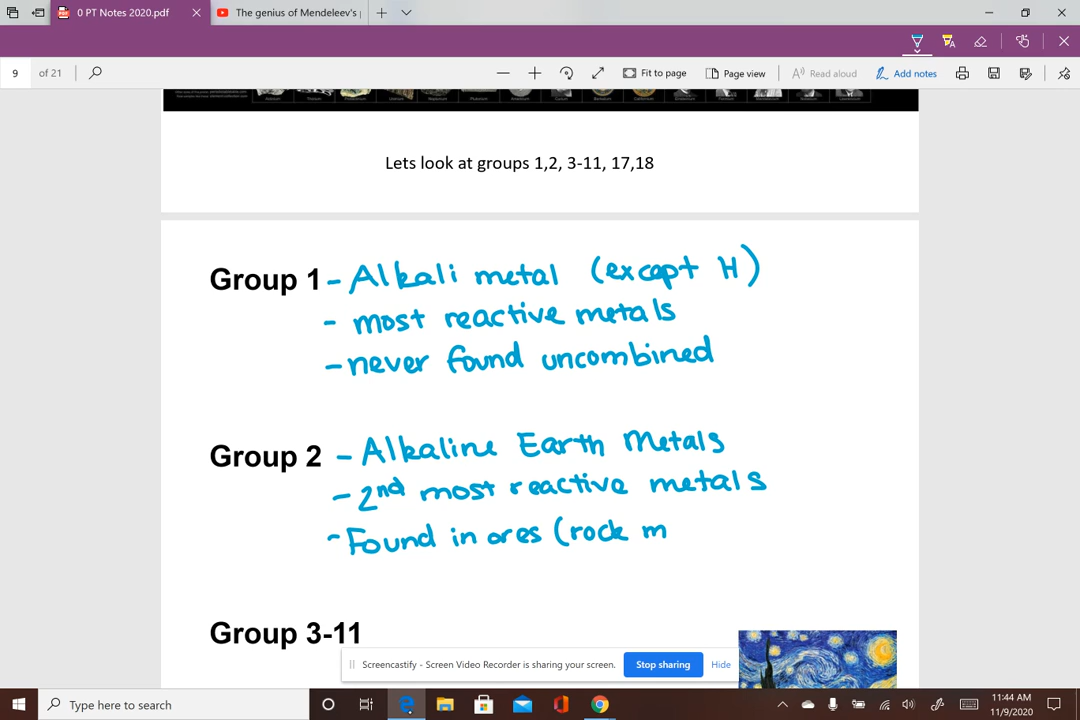 0 PT Notes 2020.pdf
The genius of Mendeleev's
9 of 21
Fit to page
Page view
Read aloud
Add notes
Lets look at groups 1,2, 3-11, 17,18
Group 1 - Alkali metal (except H)
- most reactive metals
- never found uncombined
Group 2 - Alkaline Earth Metals
- 2nd most reactive metals
- Found in ores (rock m
Group 3-11
Screencastify - Screen Video Recorder is sharing your screen.
Stop sharing
Hide
Type here to search
11:44 AM
11/9/2020